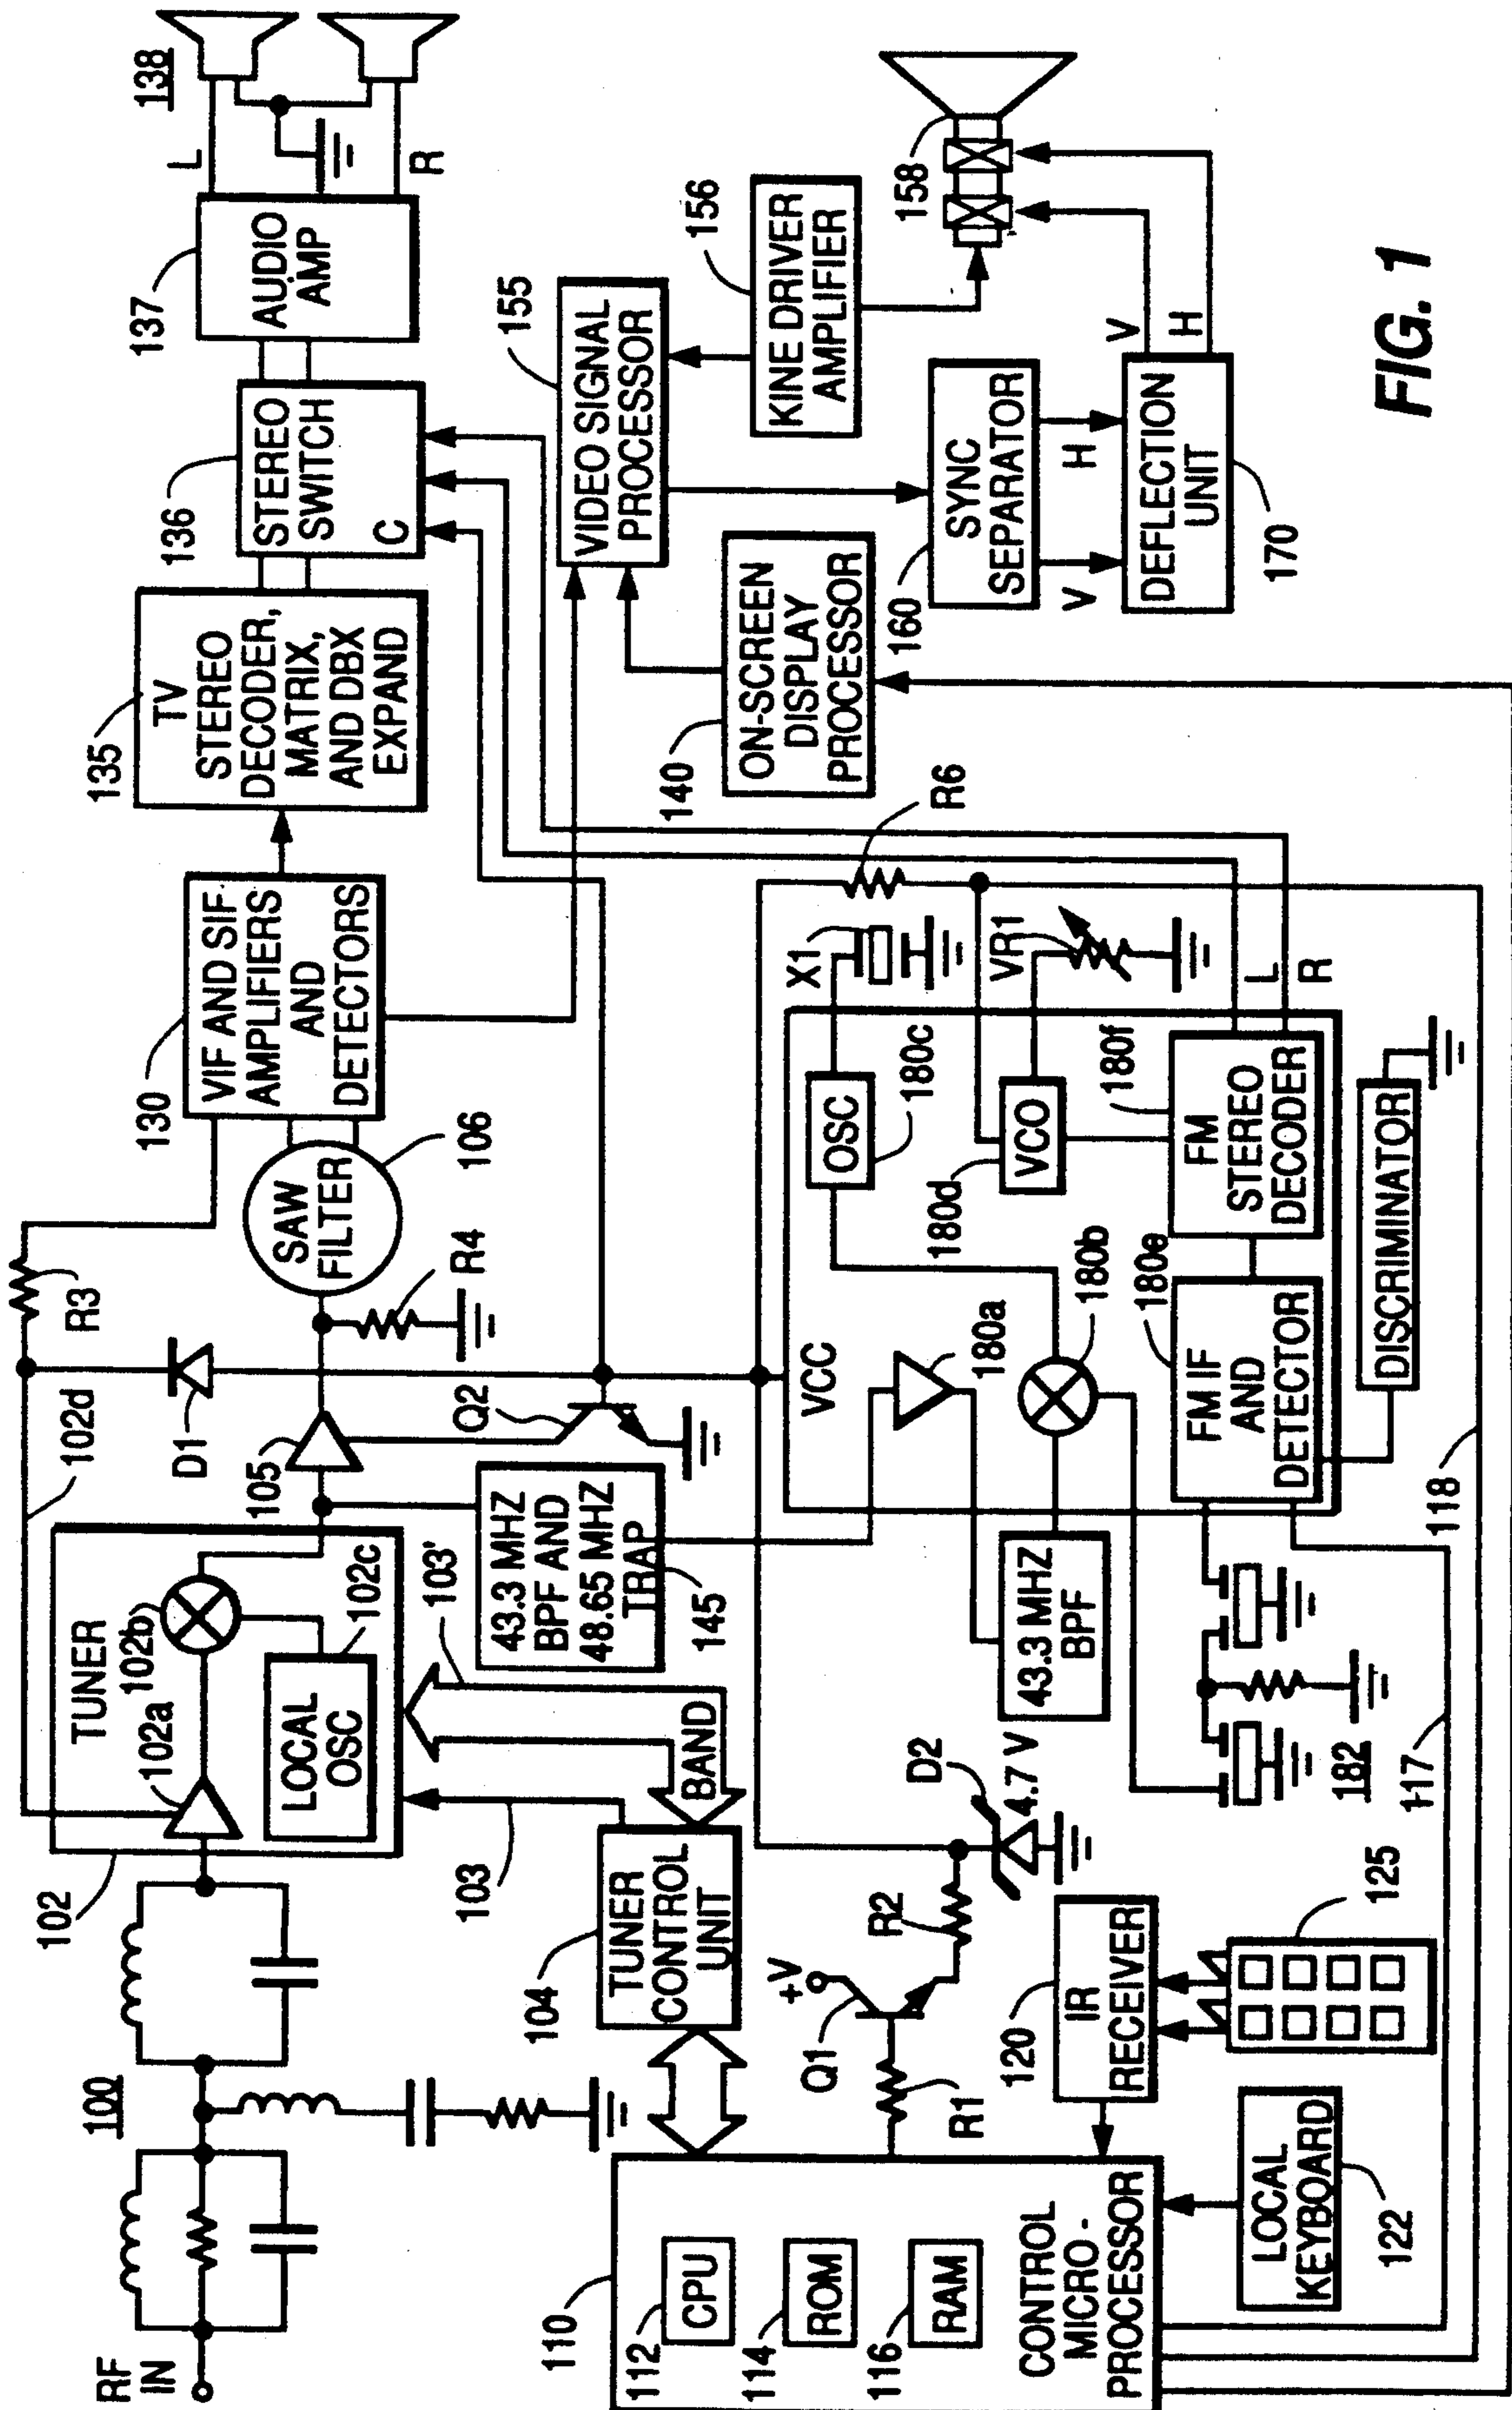 RF
IN
100
102
TUNER
102a
102b
102c
LOCAL
OSC
102d
R3
D1
105
R4
Q2
SAW
FILTER
106
130
VIF AND SIF
AMPLIFIERS
AND
DETECTORS
135
TV
STEREO
DECODER,
MATRIX,
AND DBX
EXPAND
136
STEREO
SWITCH
C
137
AUDIO
AMP
L
R
138
103
103'
104
TUNER
CONTROL
UNIT
BAND
43.3 MHZ
BPF AND
48.65 MHZ
TRAP
145
110
112
CPU
114
ROM
116
RAM
CONTROL
MICRO -
PROCESSOR
R1
Q1
+V
R2
D2
4.7 V
120
IR
RECEIVER
125
LOCAL
KEYBOARD
122
117
118
182
43.3 MHZ
BPF
VCC
180a
180b
OSC
180c
X1
VCO
180d
VR1
R6
180e
FM IF
AND
DETECTOR
180f
FM
STEREO
DECODER
L
R
DISCRIMINATOR
140
ON-SCREEN
DISPLAY
PROCESSOR
155
VIDEO SIGNAL
PROCESSOR
156
KINE DRIVER
AMPLIFIER
158
160
SYNC
SEPARATOR
V
H
DEFLECTION
UNIT
170
V
H
FIG. 1